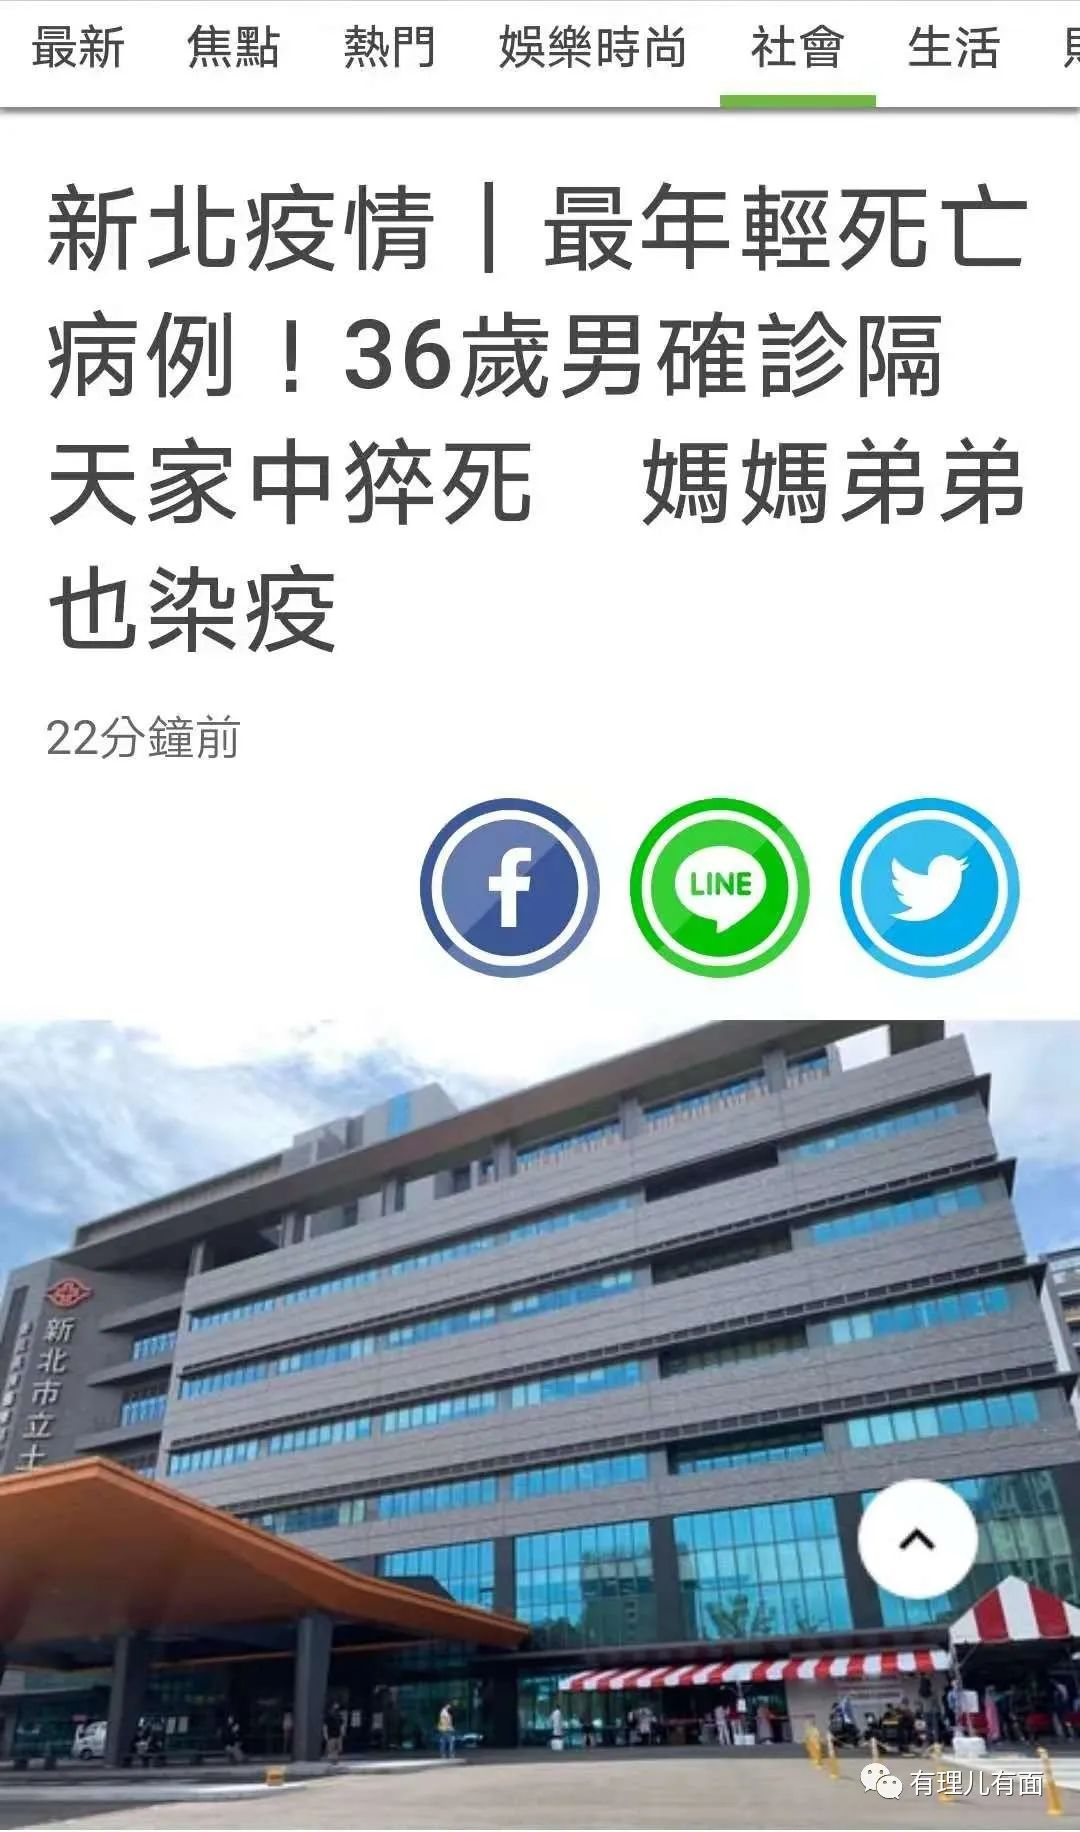 最新 焦點 熱門 娛樂時尚 社會 生活
新北疫情｜最年輕死亡
病例！36歲男確診隔
天家中猝死　媽媽弟弟
也染疫
22分鐘前
f LINE
新北市立土
有理儿有面